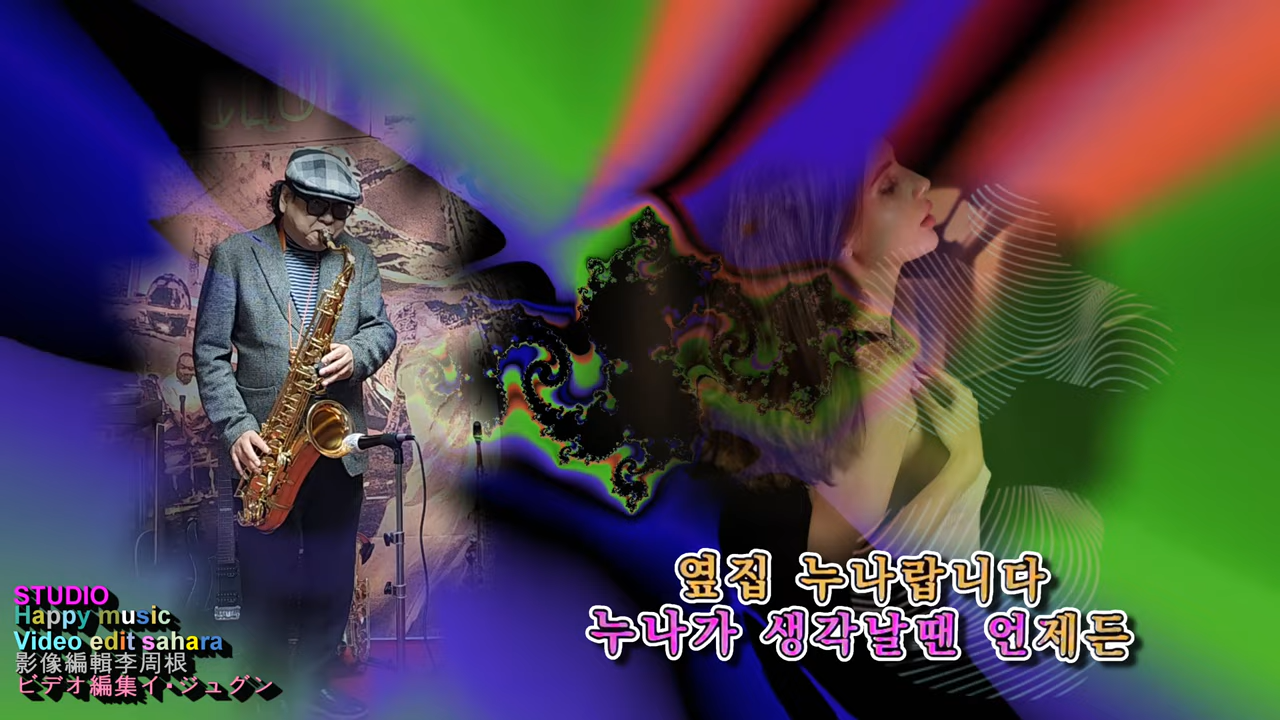 옆집 누나랍니다
누나가 생각날땐 언제든
STUDIO
Happy music
Video edit sahara
影像編輯李周根
ビデオ編集イ・ジュグン